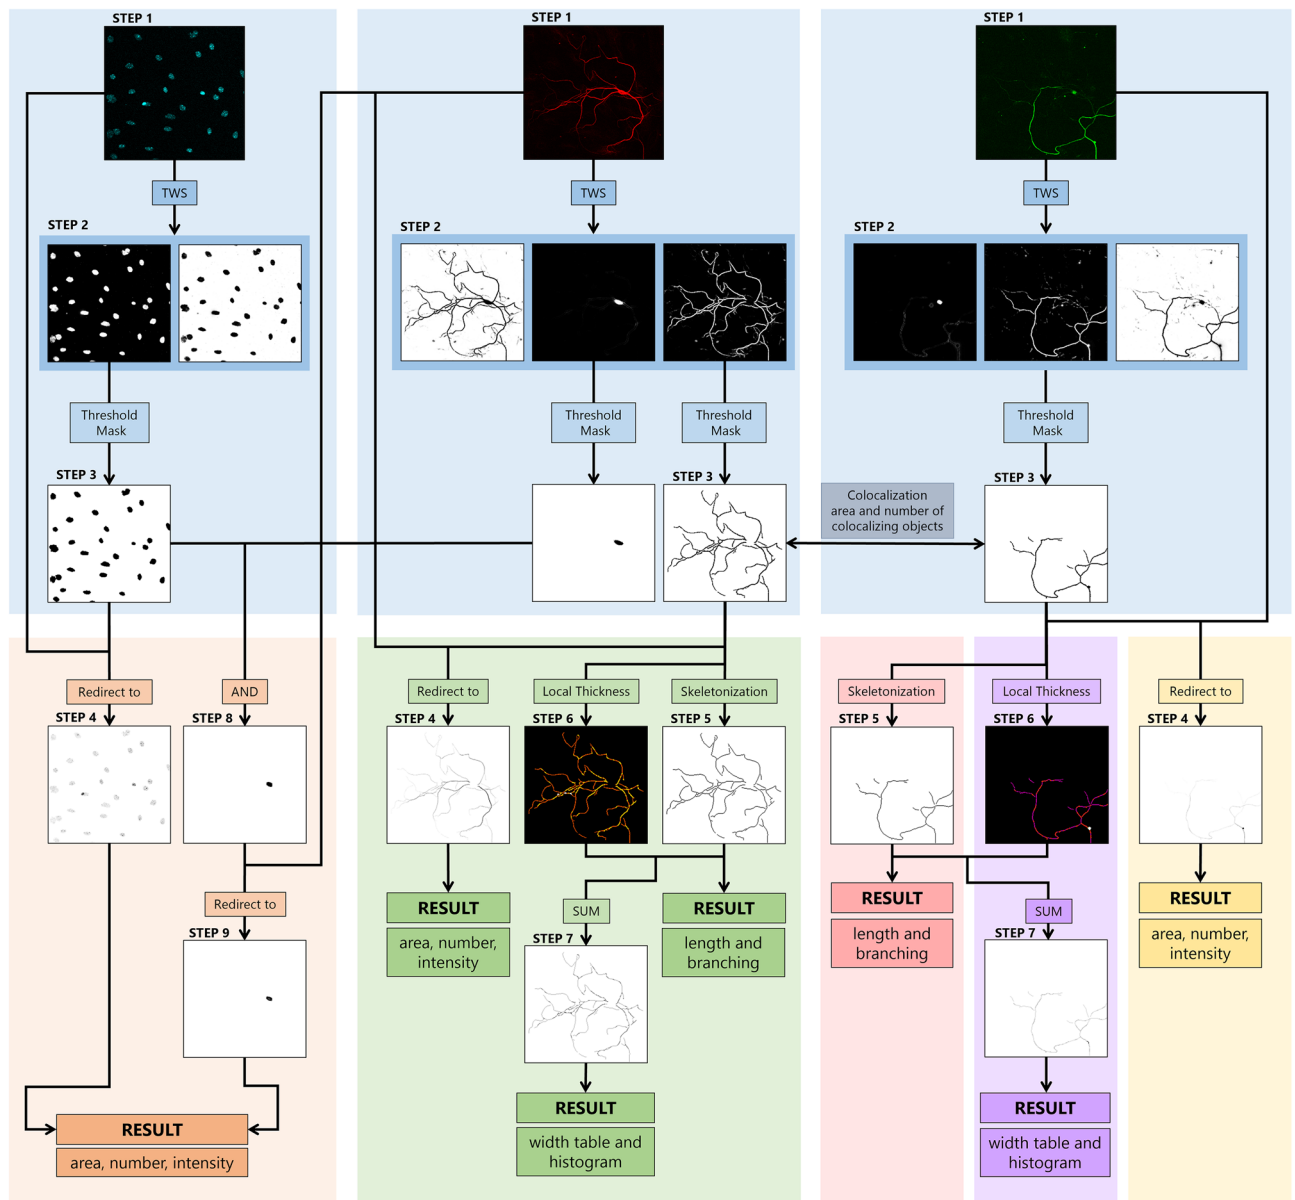 STEP 1
STEP 1
STEP 1
TWS
TWS
TWS
STEP 2
STEP 2
STEP 2
Threshold
Mask
Threshold
Mask
Threshold
Mask
Threshold
Mask
STEP 3
STEP 3
STEP 3
Colocalization
area and number of
colocalizing objects
Redirect to
AND
Redirect to
Local Thickness
Skeletonization
Skeletonization
Local Thickness
Redirect to
STEP 4
STEP 8
STEP 4
STEP 6
STEP 5
STEP 5
STEP 6
STEP 4
Redirect to
STEP 9
RESULT
area, number,
intensity
SUM
STEP 7
RESULT
length and
branching
RESULT
length and
branching
SUM
STEP 7
RESULT
area, number,
intensity
RESULT
area, number, intensity
RESULT
width table and
histogram
RESULT
width table and
histogram